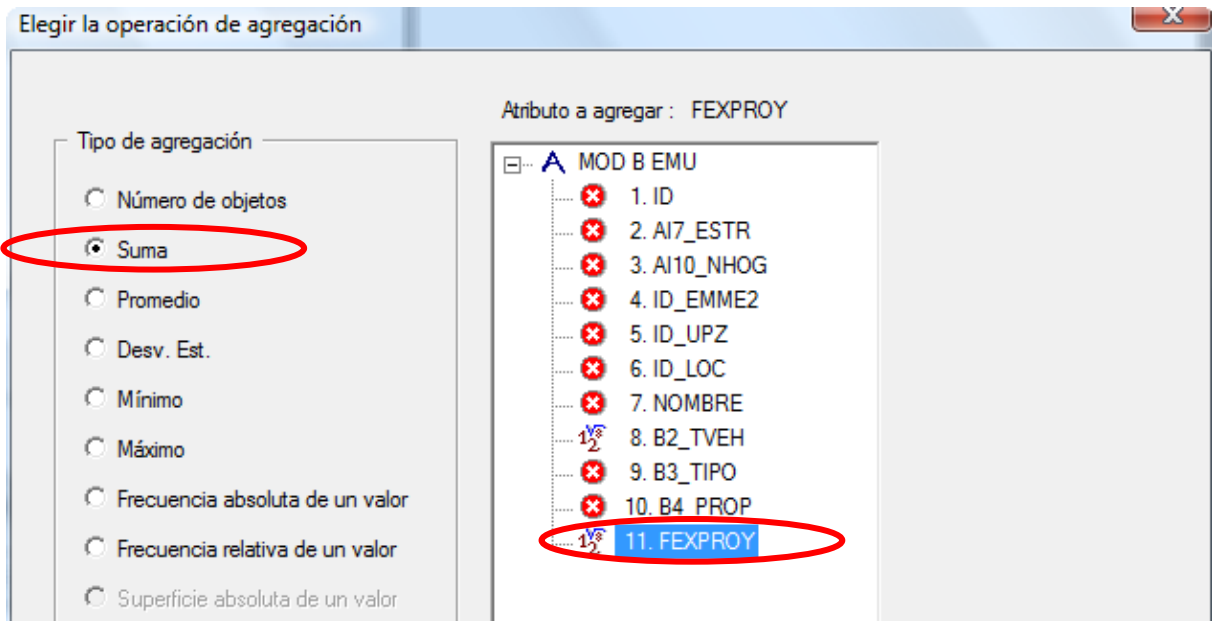 Elegir la operación de agregación
Atributo a agregar : FEXPROY
Tipo de agregación
Número de objetos
Suma
Promedio
Desv. Est.
Mínimo
Máximo
Frecuencia absoluta de un valor
Frecuencia relativa de un valor
Superficie absoluta de un valor
MOD B EMU
1. ID
2. AI7_ESTR
3. AI10_NHOG
4. ID_EMME2
5. ID_UPZ
6. ID_LOC
7. NOMBRE
8. B2_TVEH
9. B3_TIPO
10. B4_PROP
11. FEXPROY